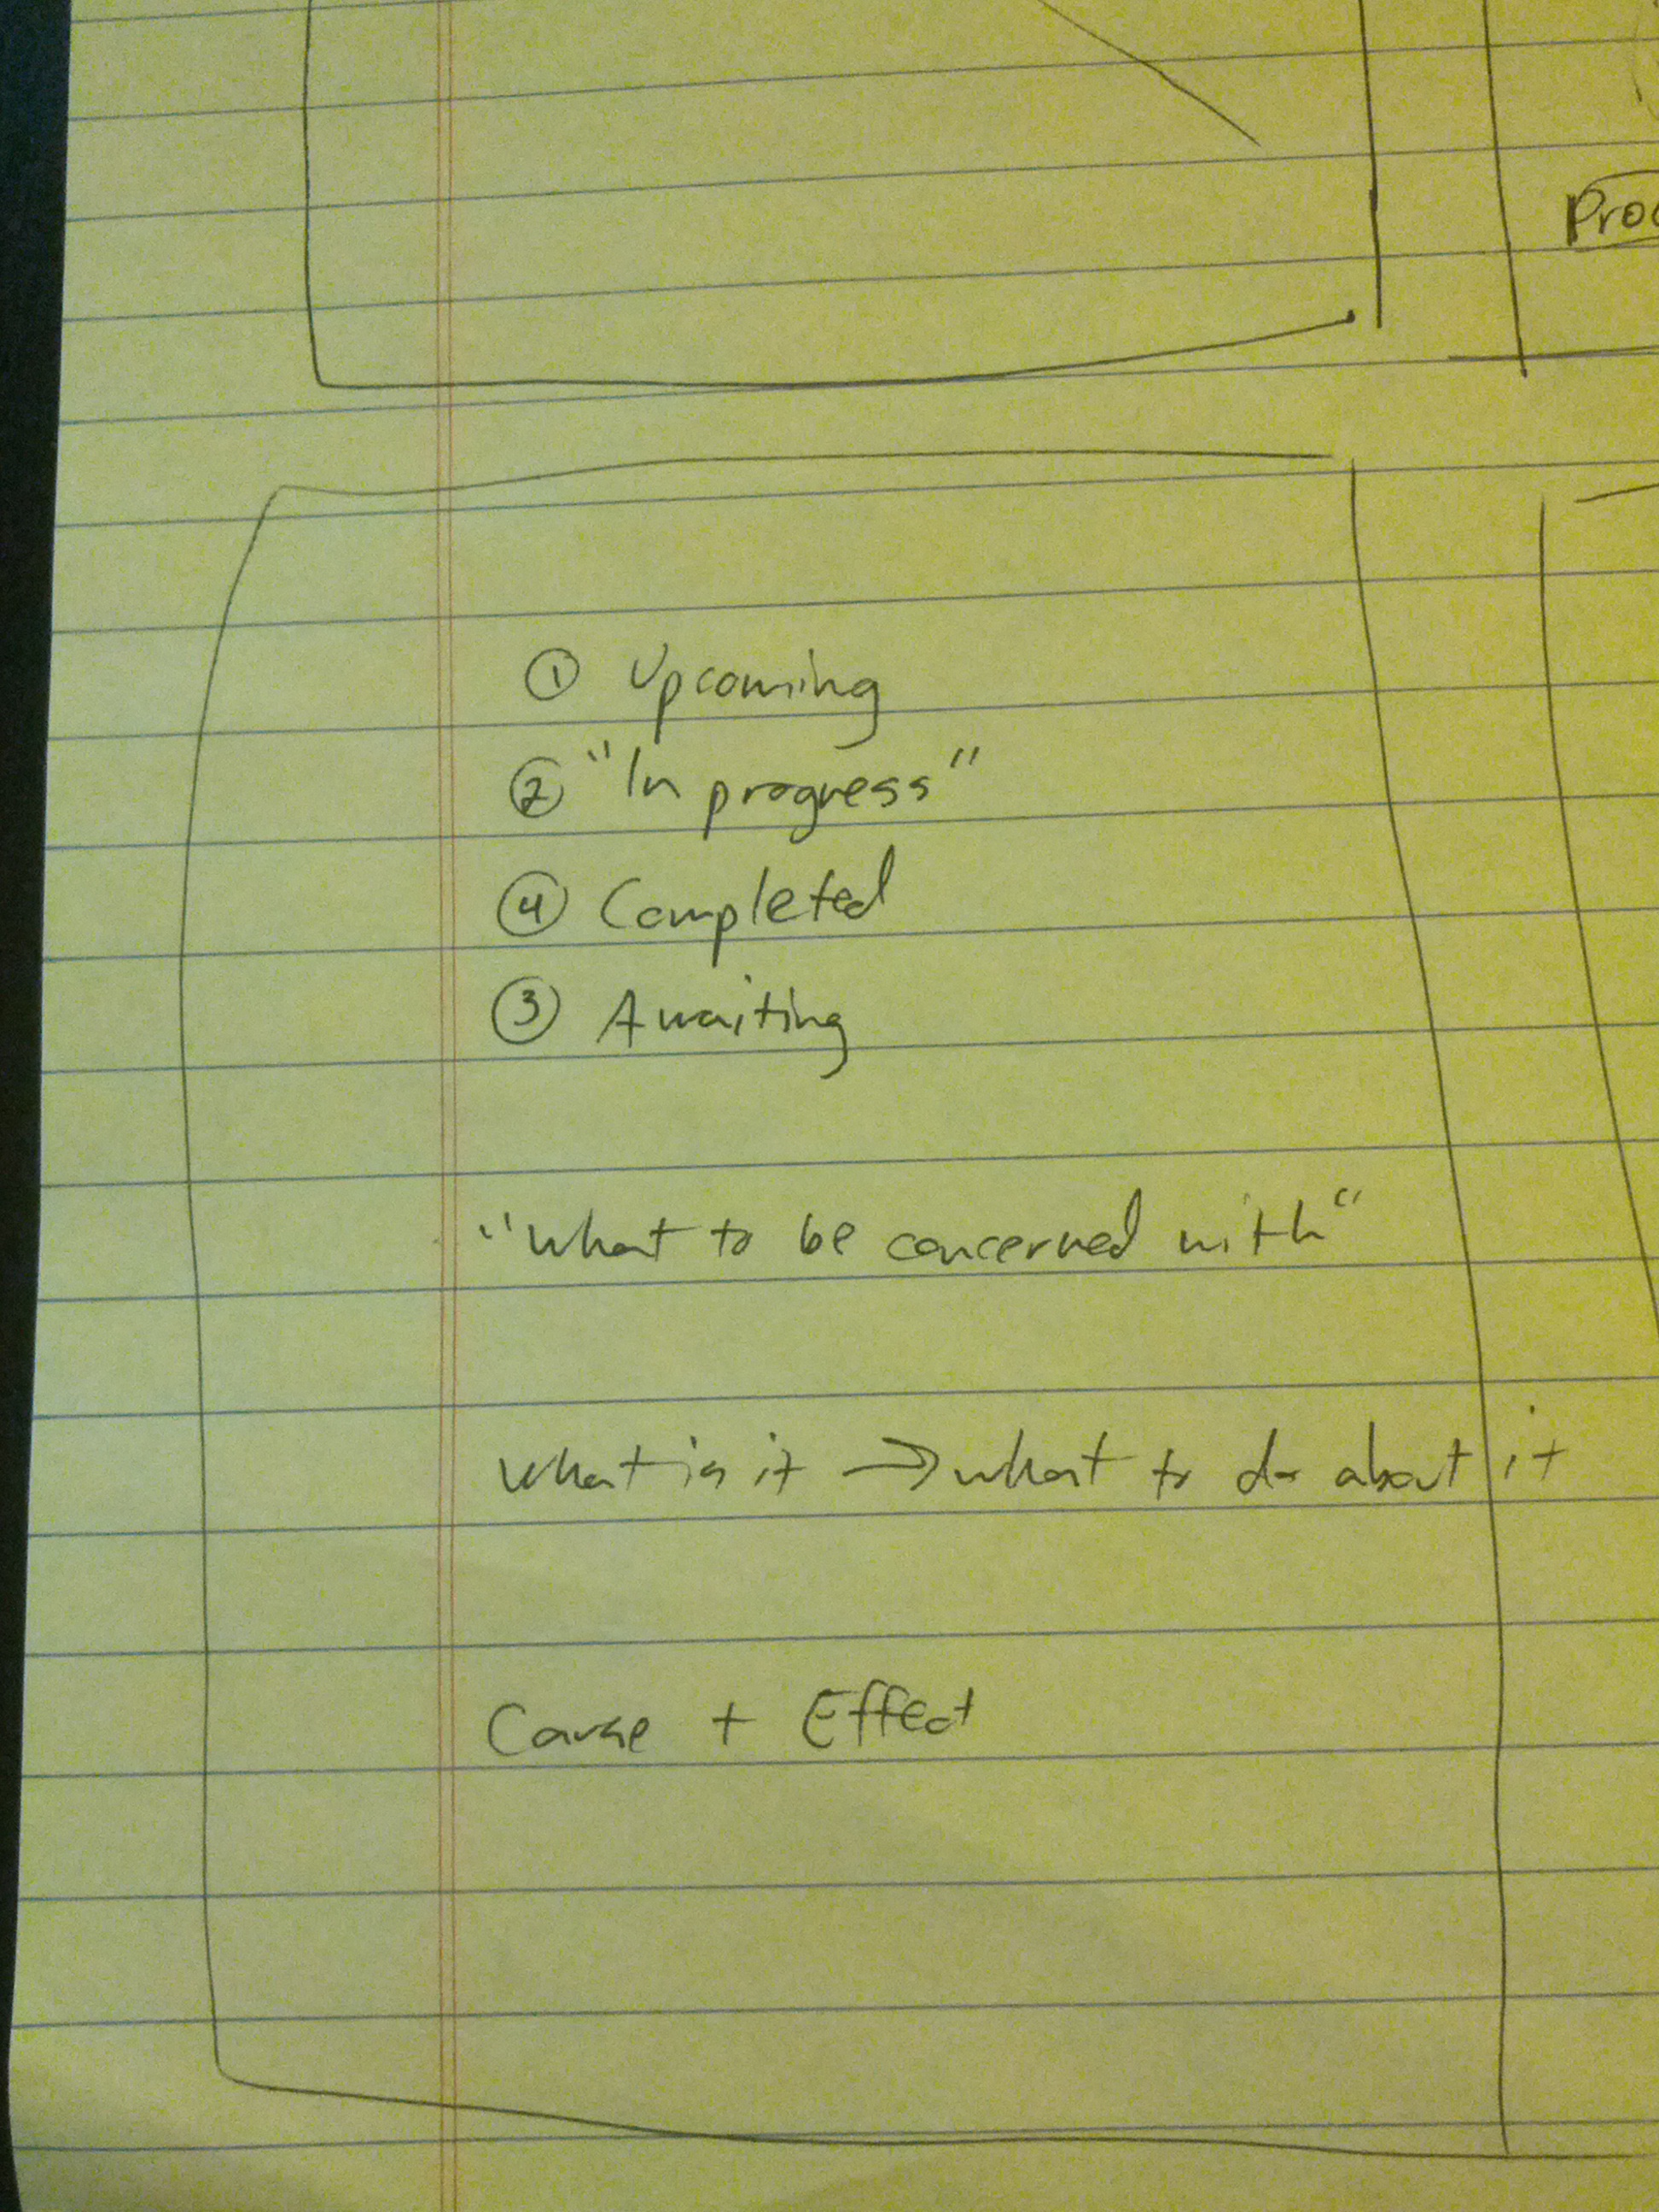 ① Upcoming
② "In progress"
④ Completed
③ Awaiting
"what to be concerned with"
what is it → what to do about it
Cause + Effect